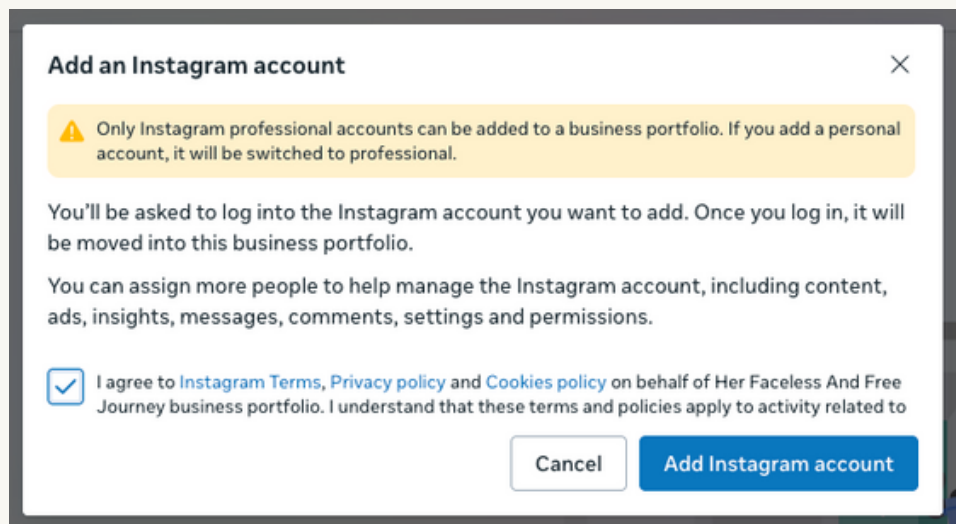 Add an Instagram account
Only Instagram professional accounts can be added to a business portfolio. If you add a personal
account, it will be switched to professional.
You'll be asked to log into the Instagram account you want to add. Once you log in, it will
be moved into this business portfolio.
You can assign more people to help manage the Instagram account, including content,
ads, insights, messages, comments, settings and permissions.
I agree to Instagram Terms, Privacy policy and Cookies policy on behalf of Her Faceless And Free
Journey business portfolio. I understand that these terms and policies apply to activity related to
Cancel
Add Instagram account